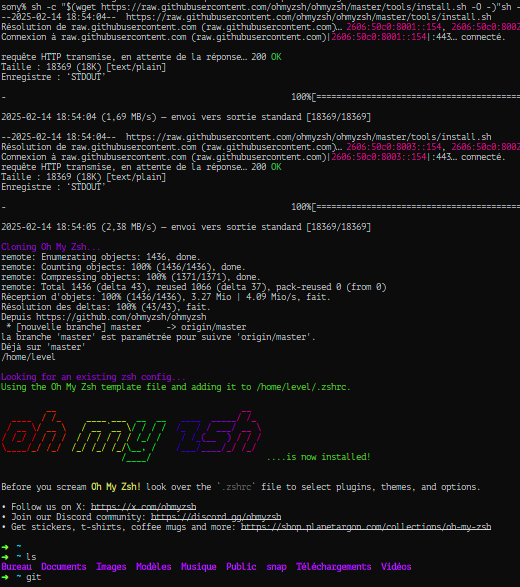 sony% sh -c "$(wget https://raw.githubusercontent.com/ohmyzsh/ohmyzsh/master/tools/install.sh -O -)"sh -
--2025-02-14 18:54:04--  https://raw.githubusercontent.com/ohmyzsh/ohmyzsh/master/tools/install.sh
Résolution de raw.githubusercontent.com (raw.githubusercontent.com)… 2606:50c0:8001::154, 2606:50c0:8002
Connexion à raw.githubusercontent.com (raw.githubusercontent.com)|2606:50c0:8001::154|:443… connecté.
requête HTTP transmise, en attente de la réponse… 200 OK
Taille : 18369 (18K) [text/plain]
Enregistre : ‘STDOUT’
- 100%[==================================================
2025-02-14 18:54:04 (1,69 MB/s) — envoi vers sortie standard [18369/18369]
--2025-02-14 18:54:04--  https://raw.githubusercontent.com/ohmyzsh/ohmyzsh/master/tools/install.sh
Résolution de raw.githubusercontent.com (raw.githubusercontent.com)… 2606:50c0:8003::154, 2606:50c0:8002
Connexion à raw.githubusercontent.com (raw.githubusercontent.com)|2606:50c0:8003::154|:443… connecté.
requête HTTP transmise, en attente de la réponse… 200 OK
Taille : 18369 (18K) [text/plain]
Enregistre : ‘STDOUT’
- 100%[==================================================
2025-02-14 18:54:05 (2,38 MB/s) — envoi vers sortie standard [18369/18369]
Cloning Oh My Zsh...
remote: Enumerating objects: 1436, done.
remote: Counting objects: 100% (1436/1436), done.
remote: Compressing objects: 100% (1371/1371), done.
remote: Total 1436 (delta 43), reused 1066 (delta 37), pack-reused 0 (from 0)
Réception d'objets: 100% (1436/1436), 3.27 Mio | 4.09 Mio/s, fait.
Résolution des deltas: 100% (43/43), fait.
Depuis https://github.com/ohmyzsh/ohmyzsh
 * [nouvelle branche] master     -> origin/master
la branche 'master' est paramétrée pour suivre 'origin/master'.
Déjà sur 'master'
/home/level
Looking for an existing zsh config...
Using the Oh My Zsh template file and adding it to /home/level/.zshrc.
oh my zsh
....is now installed!
Before you scream Oh My Zsh! look over the `.zshrc` file to select plugins, themes, and options.
• Follow us on X: https://x.com/ohmyzsh
• Join our Discord community: https://discord.gg/ohmyzsh
• Get stickers, t-shirts, coffee mugs and more: https://shop.planetargon.com/collections/oh-my-zsh
➜  ~
➜  ~ ls
Bureau  Documents  Images  Modèles  Musique  Public  snap  Téléchargements  Vidéos
➜  ~ git